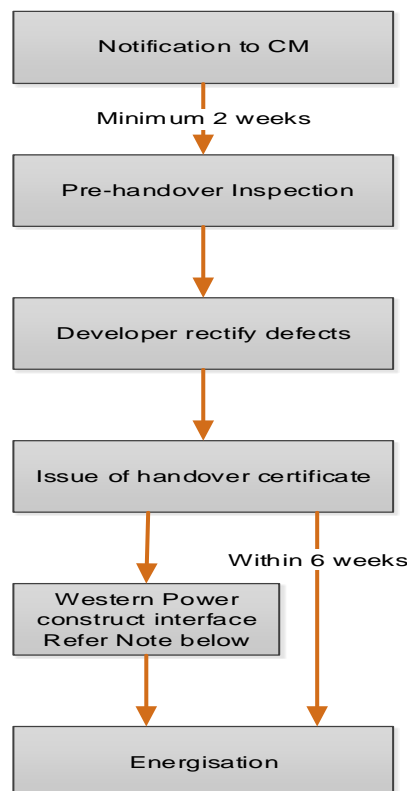 Notification to CM
Minimum 2 weeks
Pre-handover Inspection
Developer rectify defects
Issue of handover certificate
Within 6 weeks
Western Power
construct interface
Refer Note below
Energisation